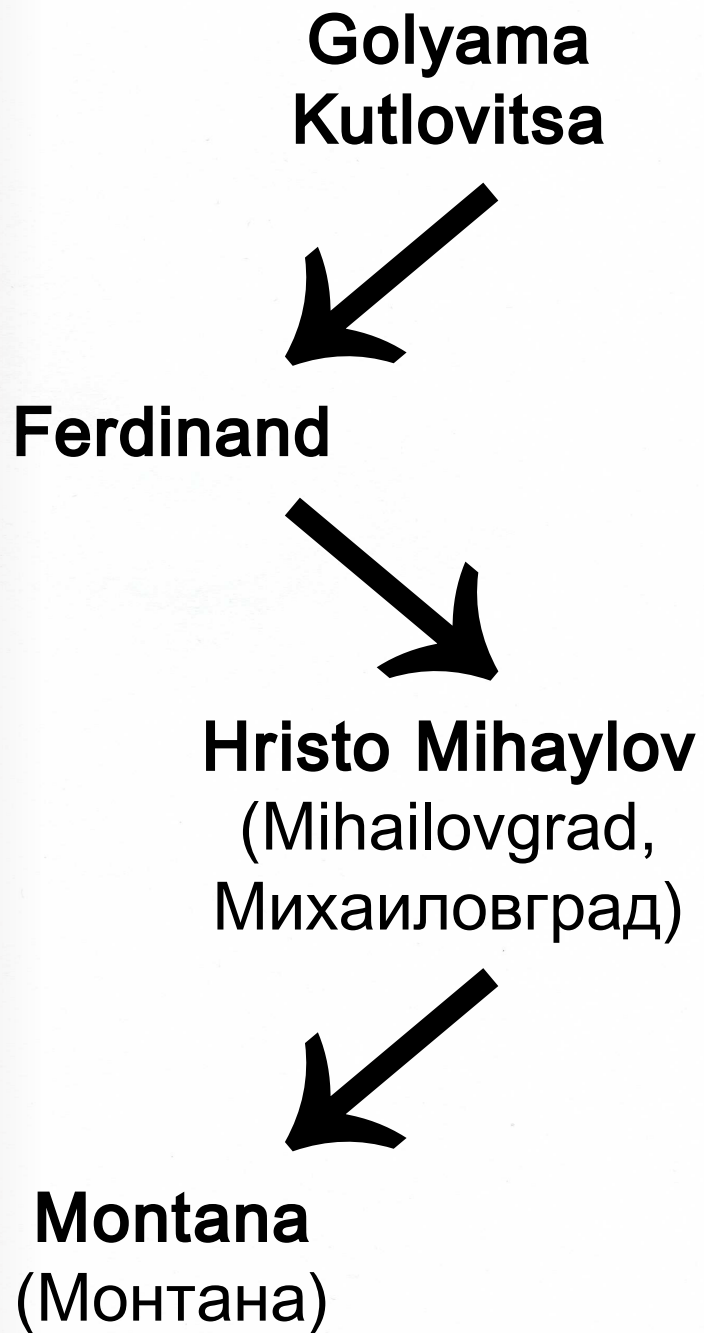 Golyama
Kutlovitsa
Ferdinand
Hristo Mihaylov
(Mihailovgrad,
Михаиловград)
Montana
(Монтана)